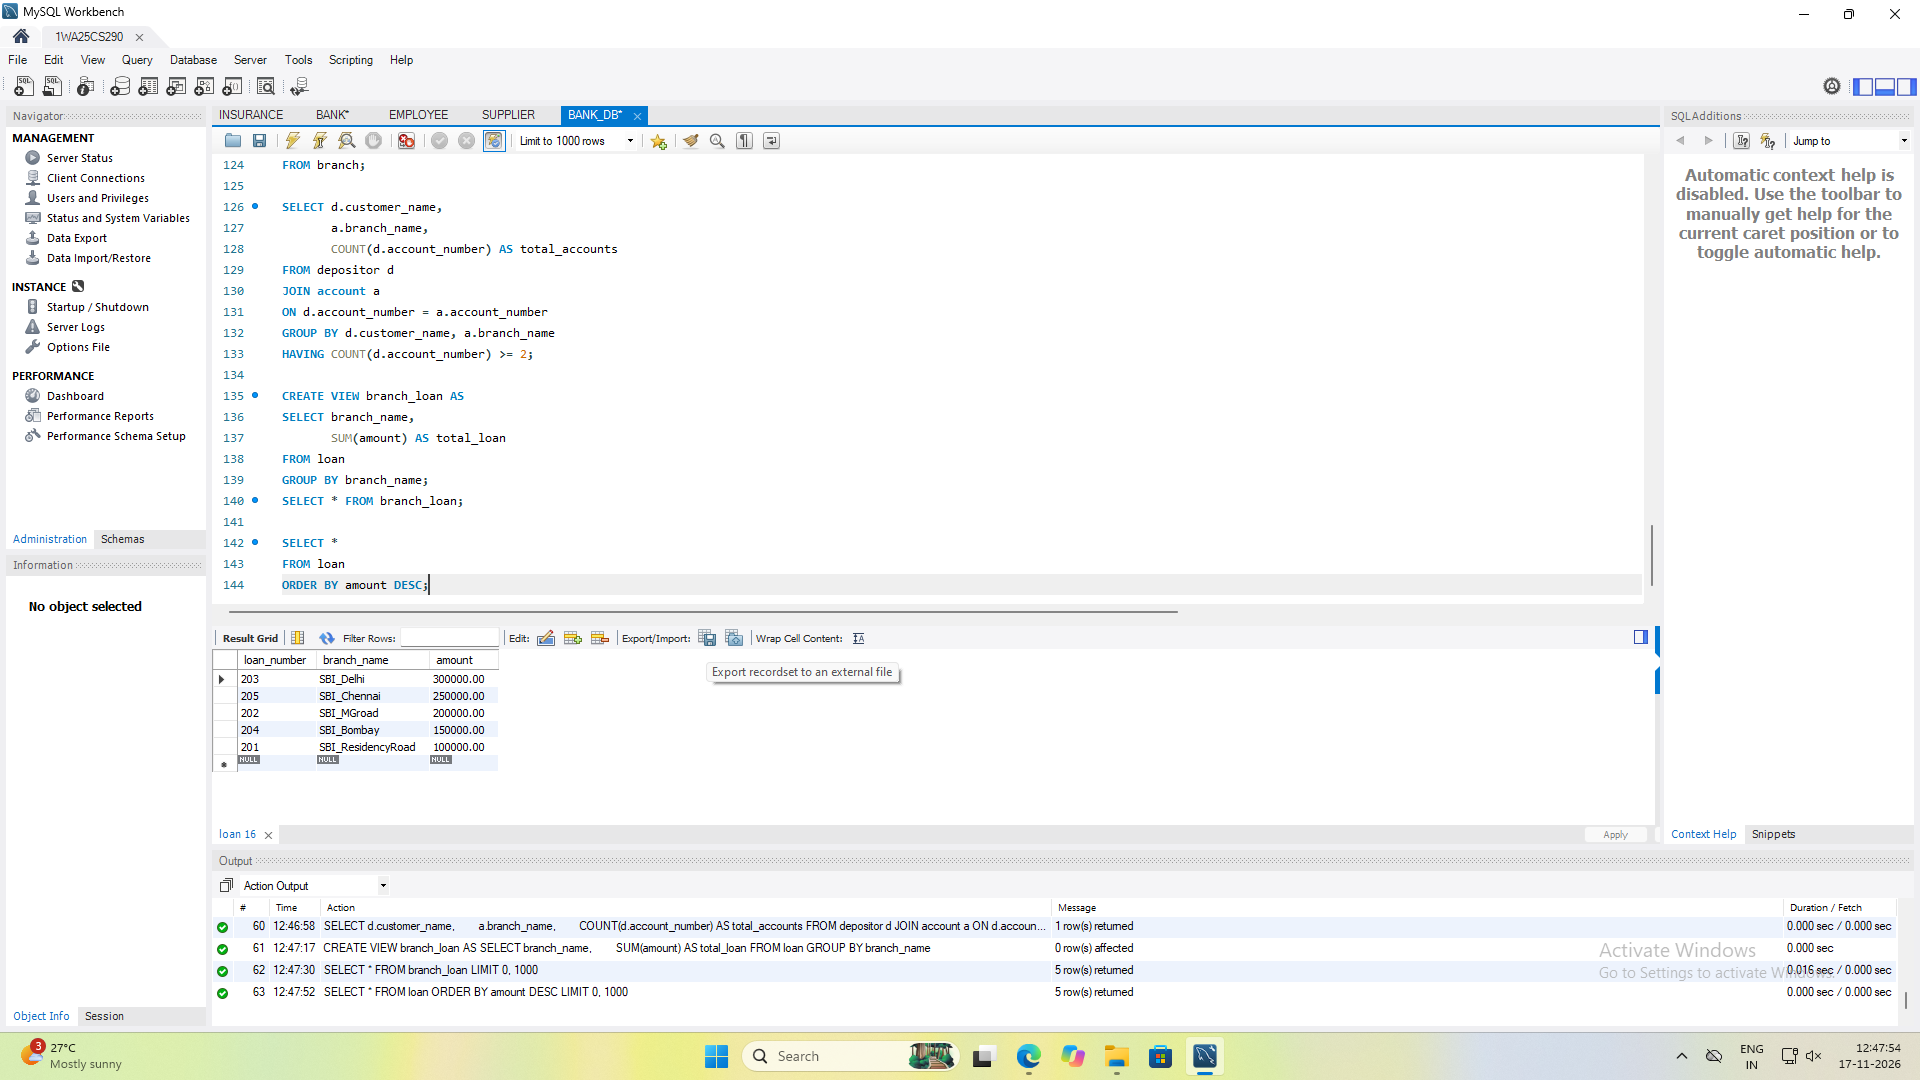 MySQL Workbench
1WA25CS290
File Edit View Query Database Server Tools Scripting Help
Navigator
MANAGEMENT
Server Status
Client Connections
Users and Privileges
Status and System Variables
Data Export
Data Import/Restore
INSTANCE
Startup / Shutdown
Server Logs
Options File
PERFORMANCE
Dashboard
Performance Reports
Performance Schema Setup
Administration Schemas
Information
No object selected
Object Info Session
INSURANCE BANK* EMPLOYEE SUPPLIER BANK_DB*
Limit to 1000 rows
124 FROM branch;
125
126 SELECT d.customer_name,
127 a.branch_name,
128 COUNT(d.account_number) AS total_accounts
129 FROM depositor d
130 JOIN account a
131 ON d.account_number = a.account_number
132 GROUP BY d.customer_name, a.branch_name
133 HAVING COUNT(d.account_number) >= 2;
134
135 CREATE VIEW branch_loan AS
136 SELECT branch_name,
137 SUM(amount) AS total_loan
138 FROM loan
139 GROUP BY branch_name;
140 SELECT * FROM branch_loan;
141
142 SELECT *
143 FROM loan
144 ORDER BY amount DESC;
Result Grid Filter Rows: Edit: Export/Import: Wrap Cell Content:
Export recordset to an external file
loan_number branch_name amount
203 SBI_Delhi 300000.00
205 SBI_Chennai 250000.00
202 SBI_MGroad 200000.00
204 SBI_Bombay 150000.00
201 SBI_ResidencyRoad 100000.00
NULL NULL NULL
loan 16
Apply
SQLAdditions
Jump to
Automatic context help is
disabled. Use the toolbar to
manually get help for the
current caret position or to
toggle automatic help.
Context Help Snippets
Output
Action Output
# Time Action Message Duration / Fetch
60 12:46:58 SELECT d.customer_name, a.branch_name, COUNT(d.account_number) AS total_accounts FROM depositor d JOIN account a ON d.accoun... 1 row(s) returned 0.000 sec / 0.000 sec
61 12:47:17 CREATE VIEW branch_loan AS SELECT branch_name, SUM(amount) AS total_loan FROM loan GROUP BY branch_name 0 row(s) affected 0.000 sec
62 12:47:30 SELECT * FROM branch_loan LIMIT 0, 1000 5 row(s) returned 0.016 sec / 0.000 sec
63 12:47:52 SELECT * FROM loan ORDER BY amount DESC LIMIT 0, 1000 5 row(s) returned 0.000 sec / 0.000 sec
Activate Windows
Go to Settings to activate Windows.
3
27°C
Mostly sunny
Search
ENG
IN
12:47:54
17-11-2026